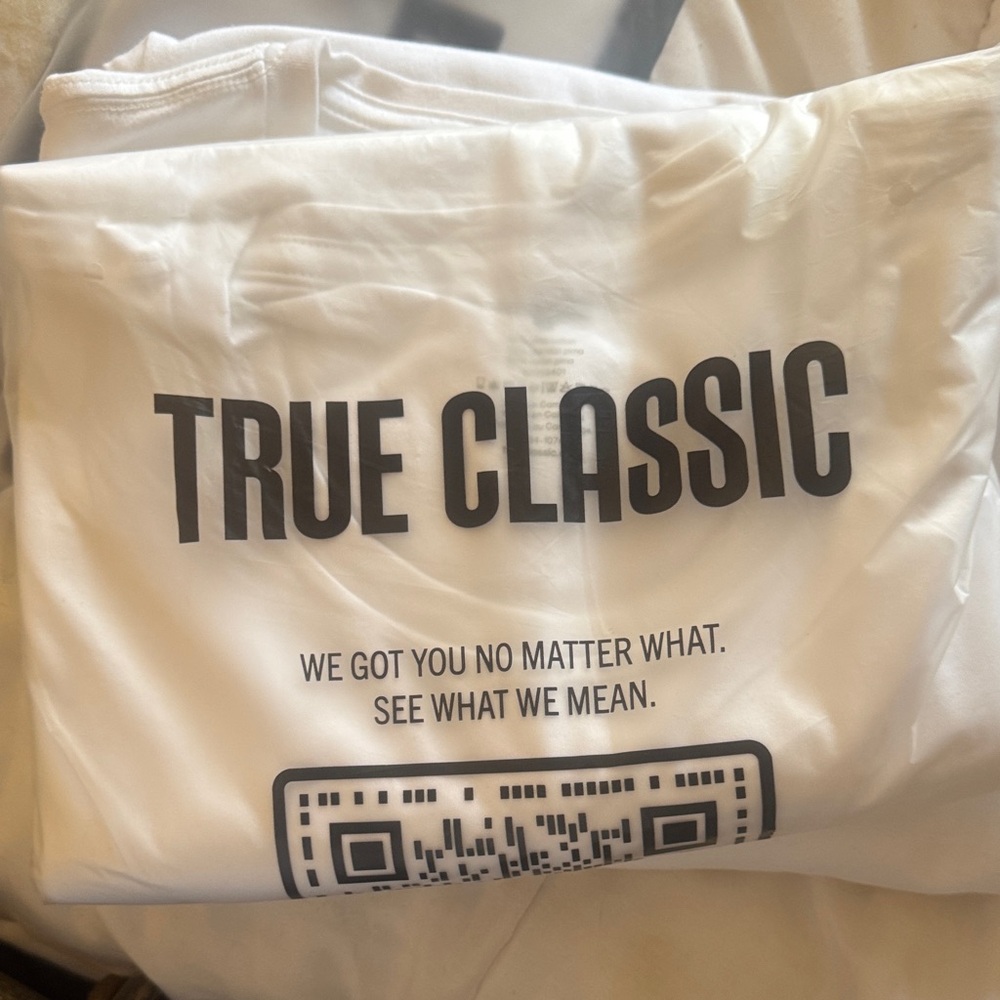 TRUE CLASSIC
WE GOT YOU NO MATTER WHAT.
SEE WHAT WE MEAN.